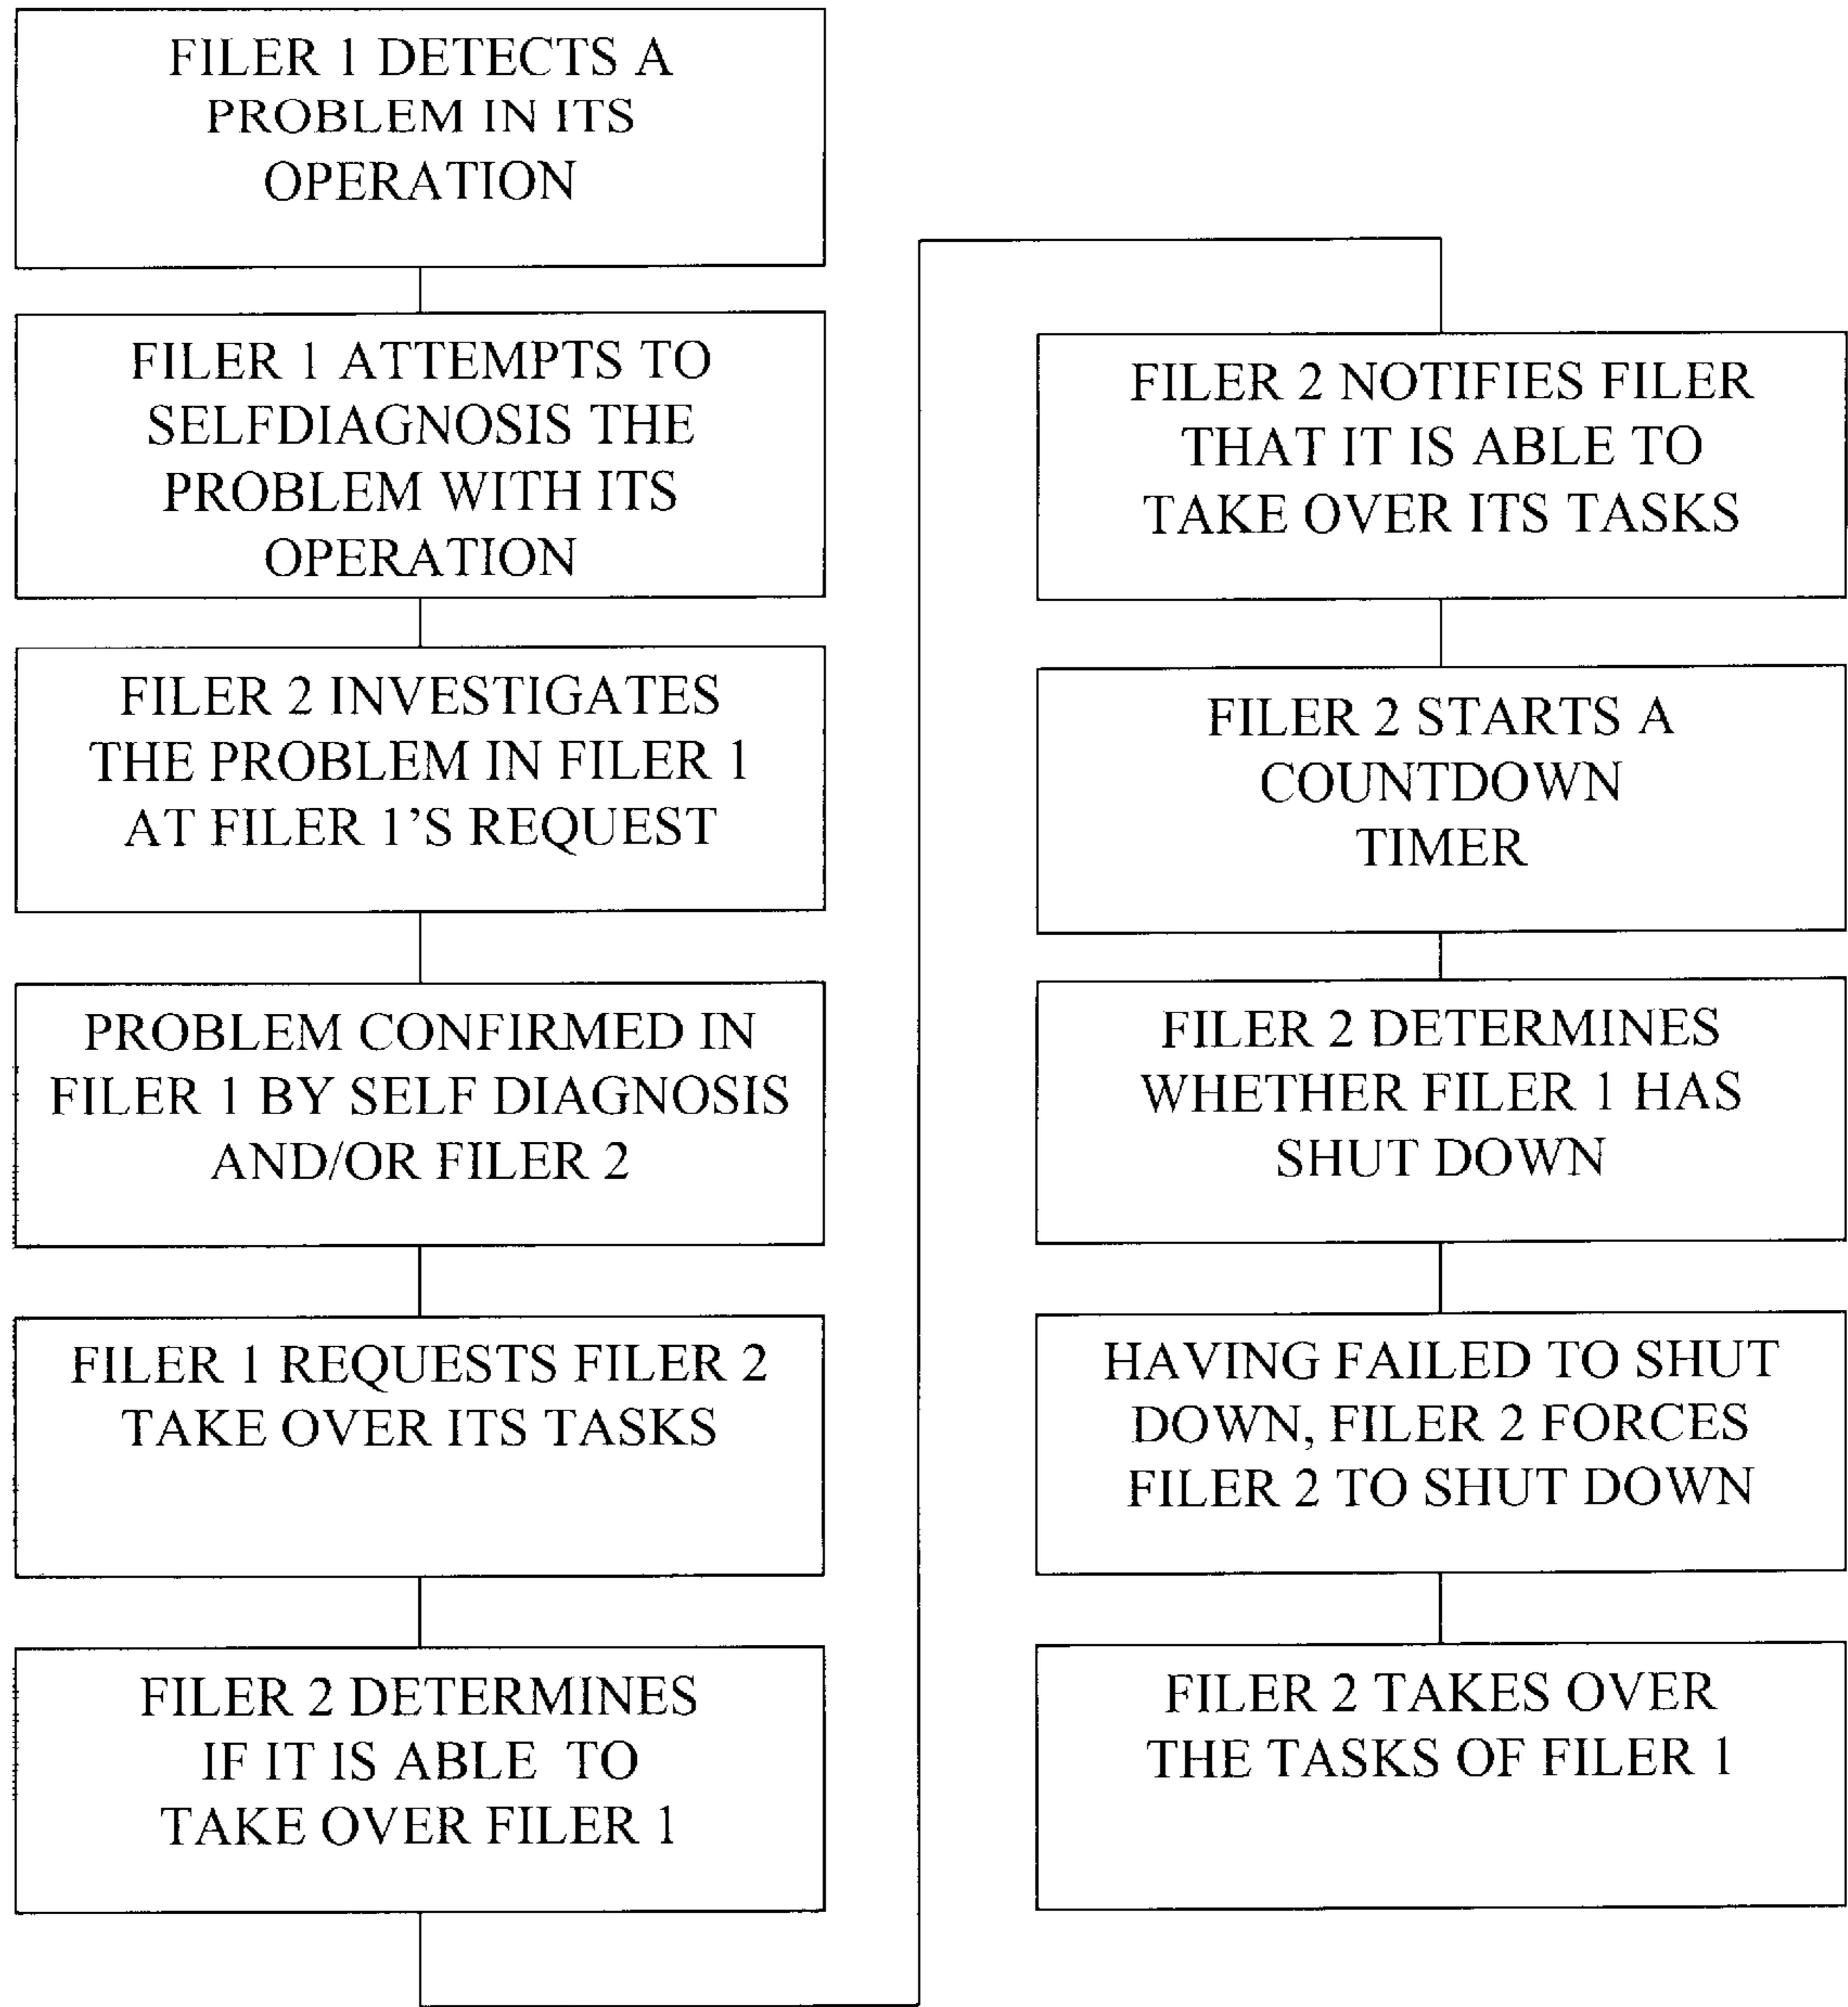 FILER 1 DETECTS A
PROBLEM IN ITS
OPERATION
FILER 1 ATTEMPTS TO
SELFDIAGNOSIS THE
PROBLEM WITH ITS
OPERATION
FILER 2 INVESTIGATES
THE PROBLEM IN FILER 1
AT FILER 1’S REQUEST
PROBLEM CONFIRMED IN
FILER 1 BY SELF DIAGNOSIS
AND/OR FILER 2
FILER 1 REQUESTS FILER 2
TAKE OVER ITS TASKS
FILER 2 DETERMINES
IF IT IS ABLE TO
TAKE OVER FILER 1
FILER 2 NOTIFIES FILER
THAT IT IS ABLE TO
TAKE OVER ITS TASKS
FILER 2 STARTS A
COUNTDOWN
TIMER
FILER 2 DETERMINES
WHETHER FILER 1 HAS
SHUT DOWN
HAVING FAILED TO SHUT
DOWN, FILER 2 FORCES
FILER 2 TO SHUT DOWN
FILER 2 TAKES OVER
THE TASKS OF FILER 1